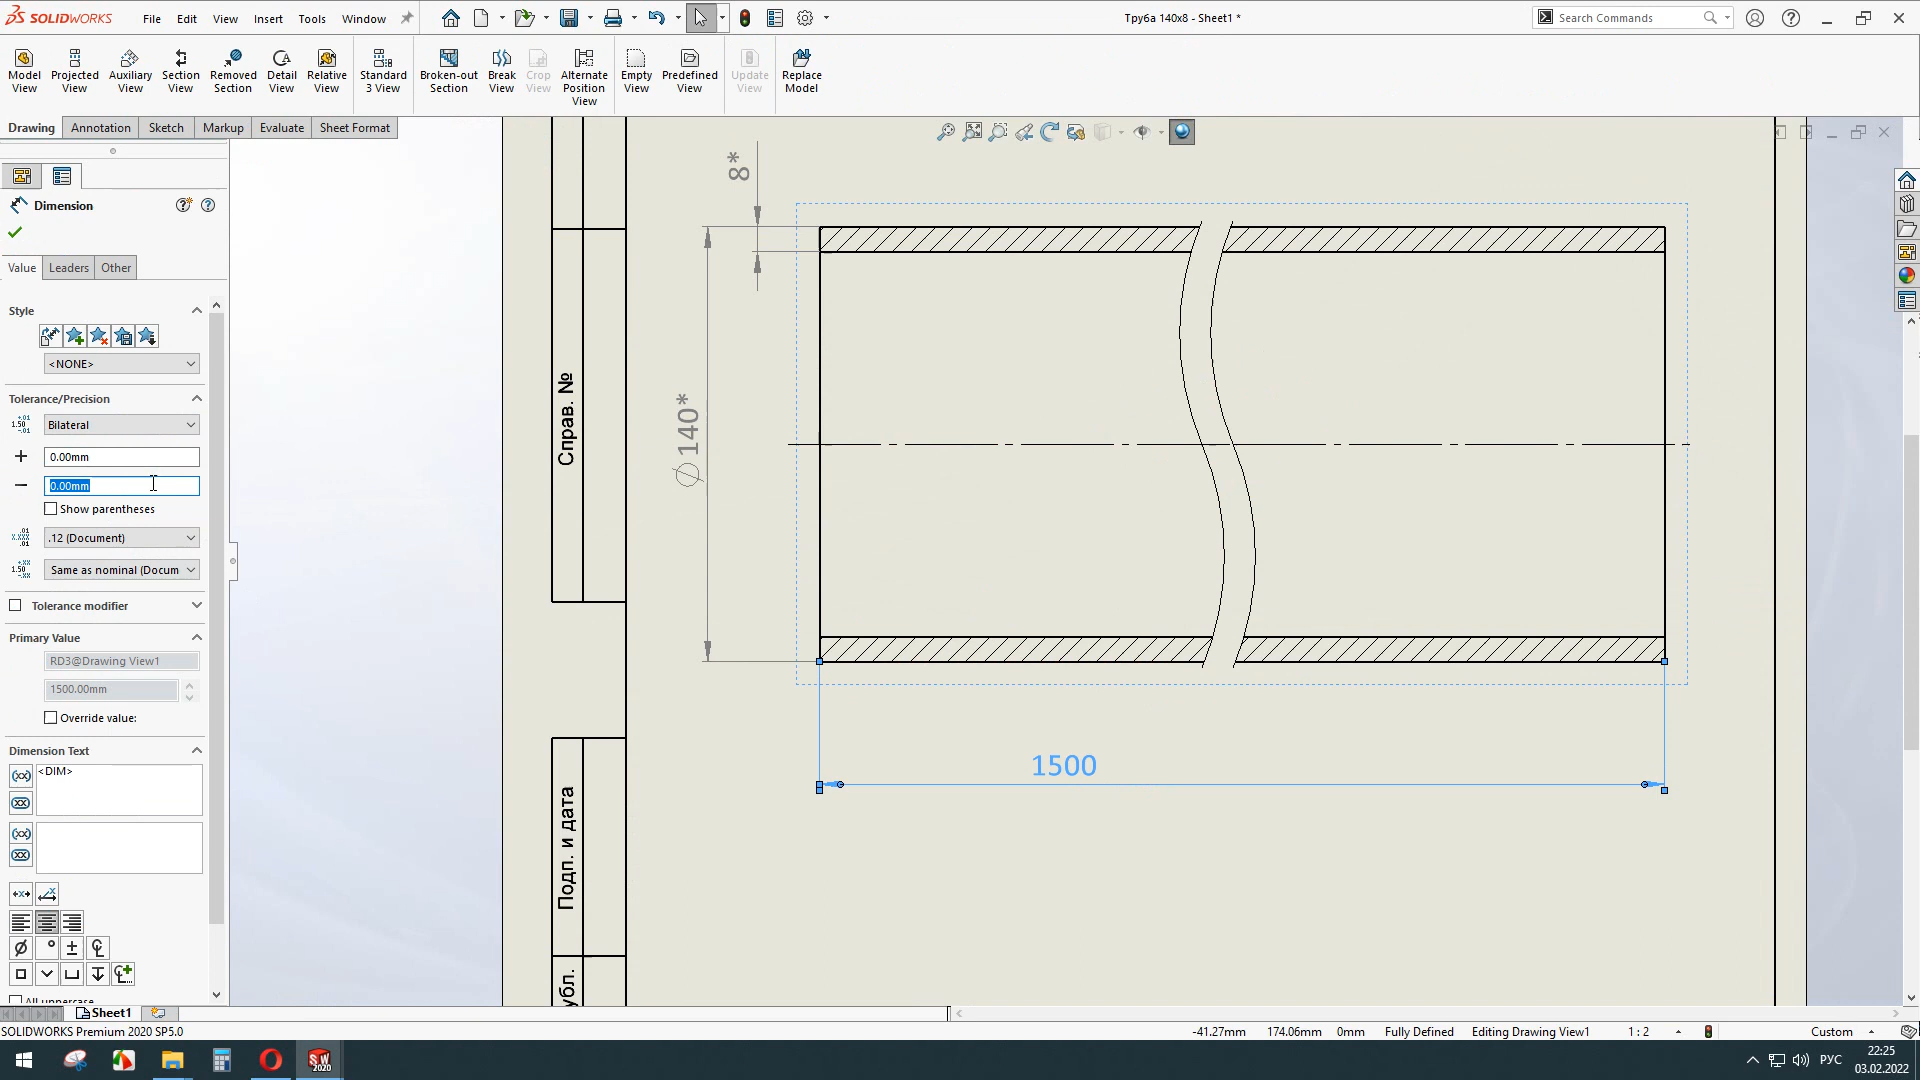 SOLIDWORKS
File Edit View Insert Tools Window
Труба 140x8 - Sheet1 *
Search Commands
Model View
Projected View
Auxiliary View
Section View
Removed Section
Detail View
Relative View
Standard 3 View
Broken-out Section
Break View
Crop View
Alternate Position View
Empty View
Predefined View
Update View
Replace Model
Drawing Annotation Sketch Markup Evaluate Sheet Format
Dimension
Value Leaders Other
Style
<NONE>
Tolerance/Precision
Bilateral
0.00mm
0.00mm
Show parentheses
.12 (Document)
Same as nominal (Docum
Tolerance modifier
Primary Value
RD3@Drawing View1
1500.00mm
Override value:
Dimension Text
<DIM>
All uppercase
8*
∅140*
1500
Справ. №
Подп. и дата
убл.
Sheet1
SOLIDWORKS Premium 2020 SP5.0
-41.27mm 174.06mm 0mm Fully Defined Editing Drawing View1 1 : 2 Custom
SW 2020
РУС
22:25
03.02.2022